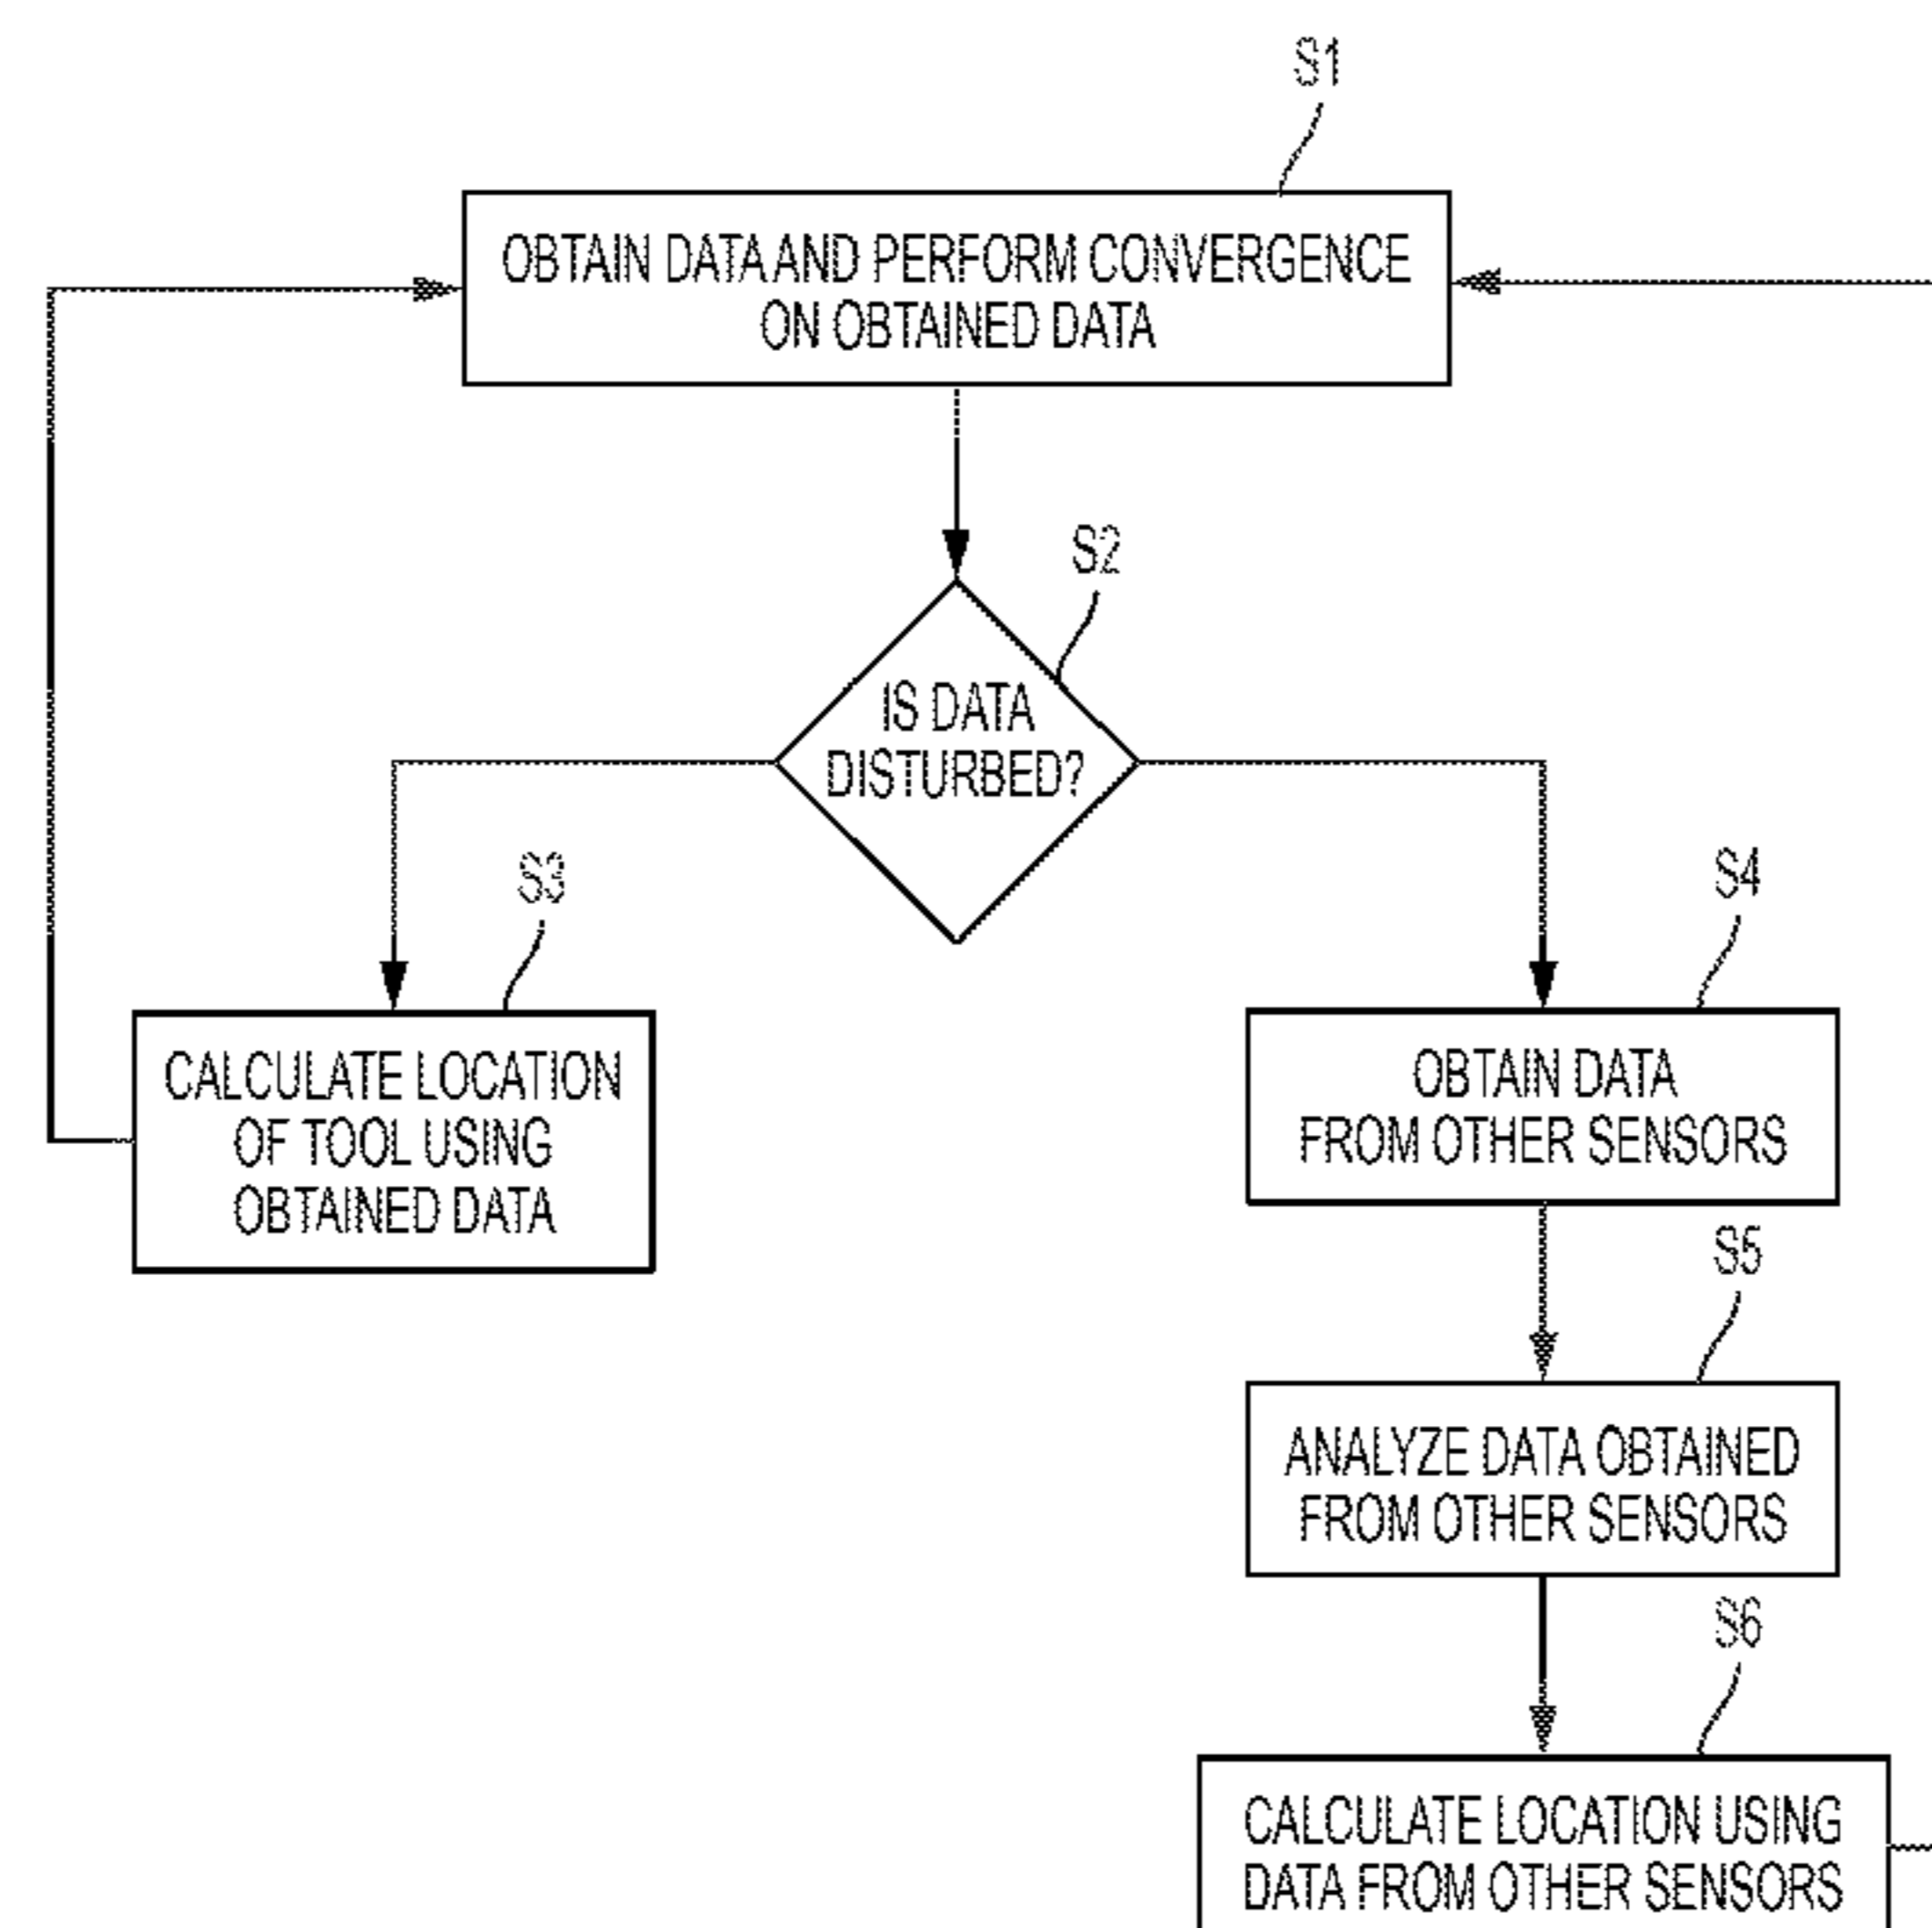 S1
OBTAIN DATA AND PERFORM CONVERGENCE
ON OBTAINED DATA
S2
IS DATA
DISTURBED?
S3
CALCULATE LOCATION
OF TOOL USING
OBTAINED DATA
S4
OBTAIN DATA
FROM OTHER SENSORS
S5
ANALYZE DATA OBTAINED
FROM OTHER SENSORS
S6
CALCULATE LOCATION USING
DATA FROM OTHER SENSORS